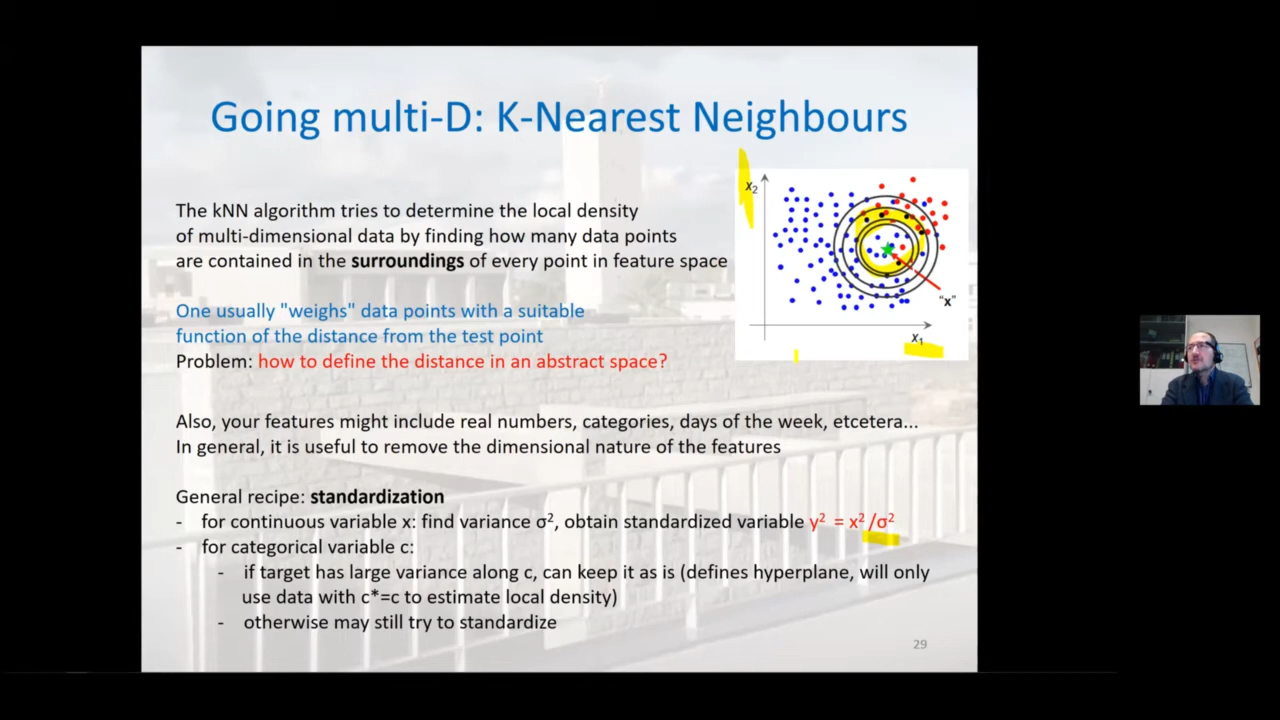 Going multi-D: K-Nearest Neighbours
x2
The kNN algorithm tries to determine the local density
of multi-dimensional data by finding how many data points
are contained in the surroundings of every point in feature space
"x"
One usually "weighs" data points with a suitable
function of the distance from the test point
x1
Problem: how to define the distance in an abstract space?
Also, your features might include real numbers, categories, days of the week, etcetera...
In general, it is useful to remove the dimensional nature of the features
General recipe: standardization
- for continuous variable x: find variance σ², obtain standardized variable y² = x²/σ²
- for categorical variable c:
- if target has large variance along c, can keep it as is (defines hyperplane, will only
use data with c*=c to estimate local density)
- otherwise may still try to standardize
29